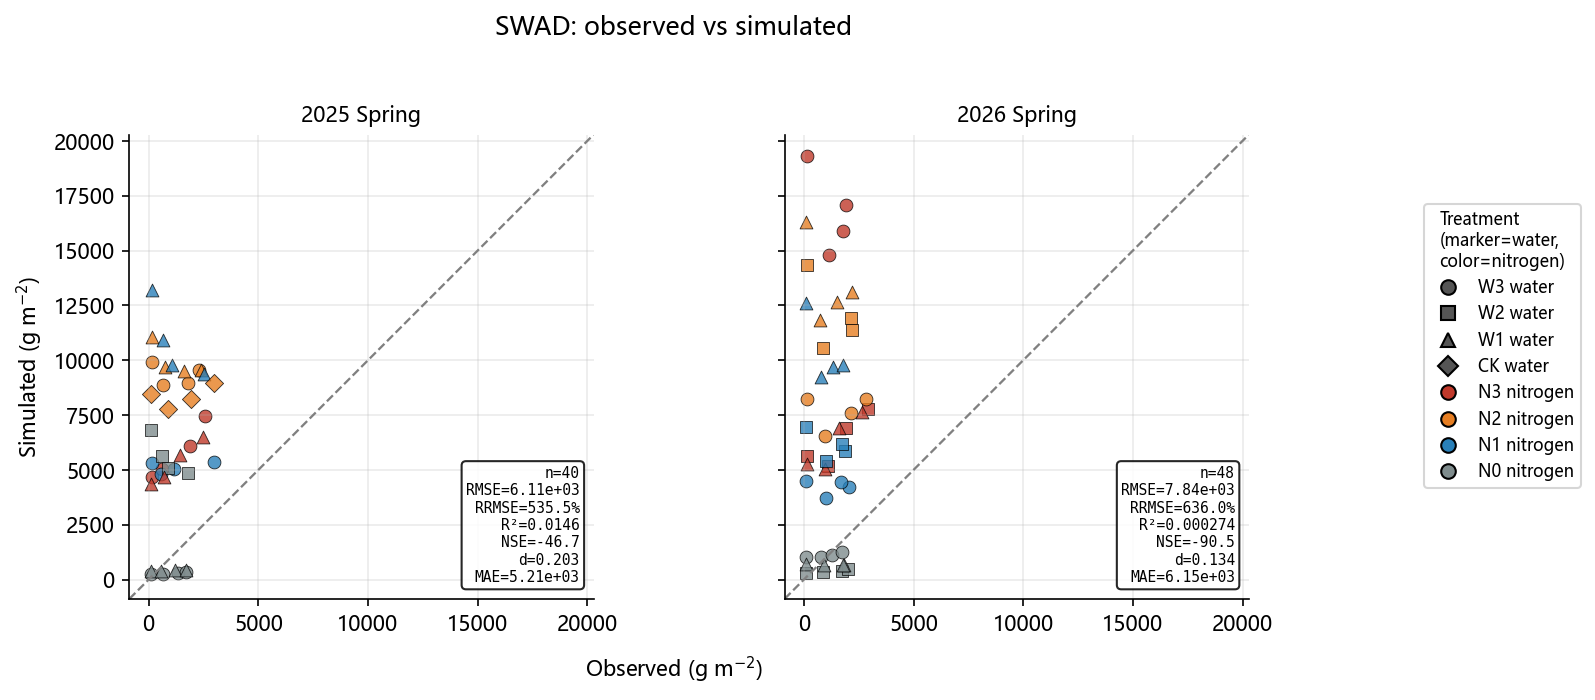 SWAD: observed vs simulated
2025 Spring
2026 Spring
Simulated (g m⁻²)
20000
17500
15000
12500
10000
7500
5000
2500
0
0 5000 10000 15000 20000
0 5000 10000 15000 20000
Observed (g m⁻²)
n=40
RMSE=6.11e+03
RRMSE=535.5%
R²=0.0146
NSE=-46.7
d=0.203
MAE=5.21e+03
n=48
RMSE=7.84e+03
RRMSE=636.0%
R²=0.000274
NSE=-90.5
d=0.134
MAE=6.15e+03
Treatment
(marker=water,
color=nitrogen)
W3 water
W2 water
W1 water
CK water
N3 nitrogen
N2 nitrogen
N1 nitrogen
N0 nitrogen